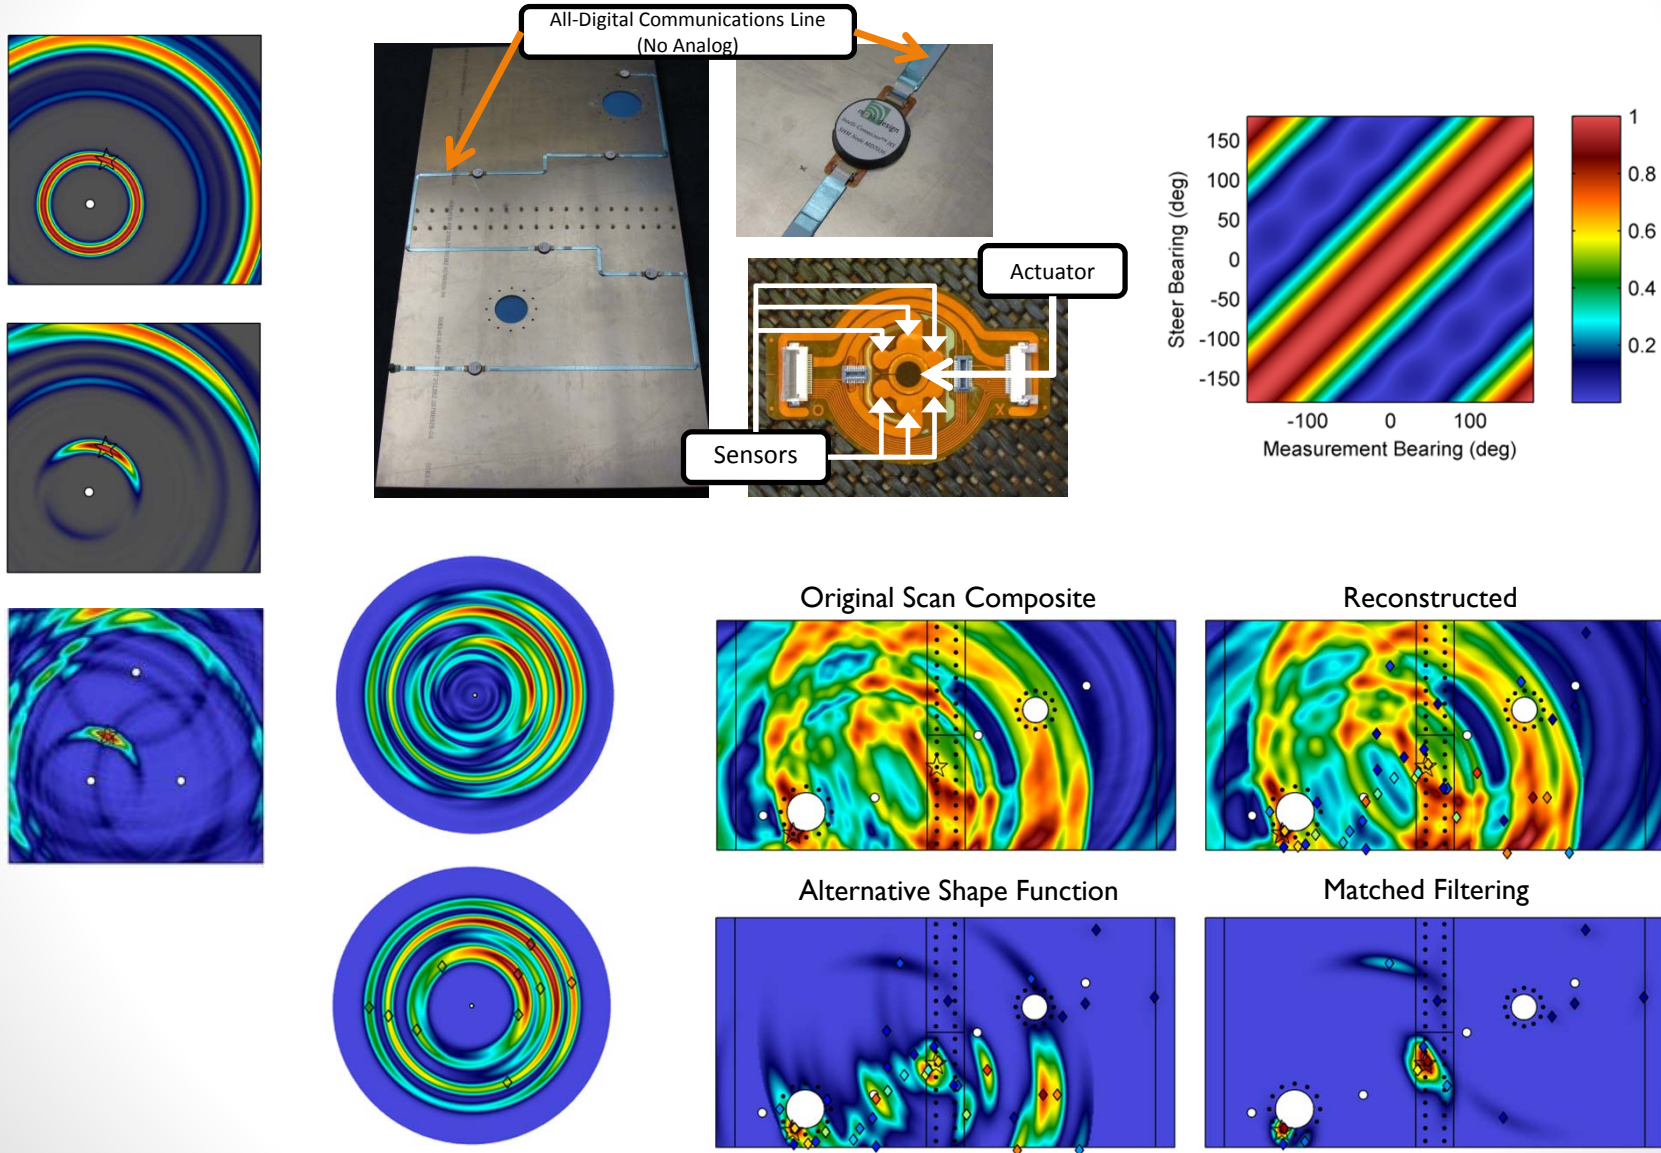 All-Digital Communications Line
(No Analog)
Actuator
Sensors
O
X
150
100
50
0
-50
-100
-150
Steer Bearing (deg)
-100
0
100
Measurement Bearing (deg)
1
0.8
0.6
0.4
0.2
Original Scan Composite
Reconstructed
Alternative Shape Function
Matched Filtering